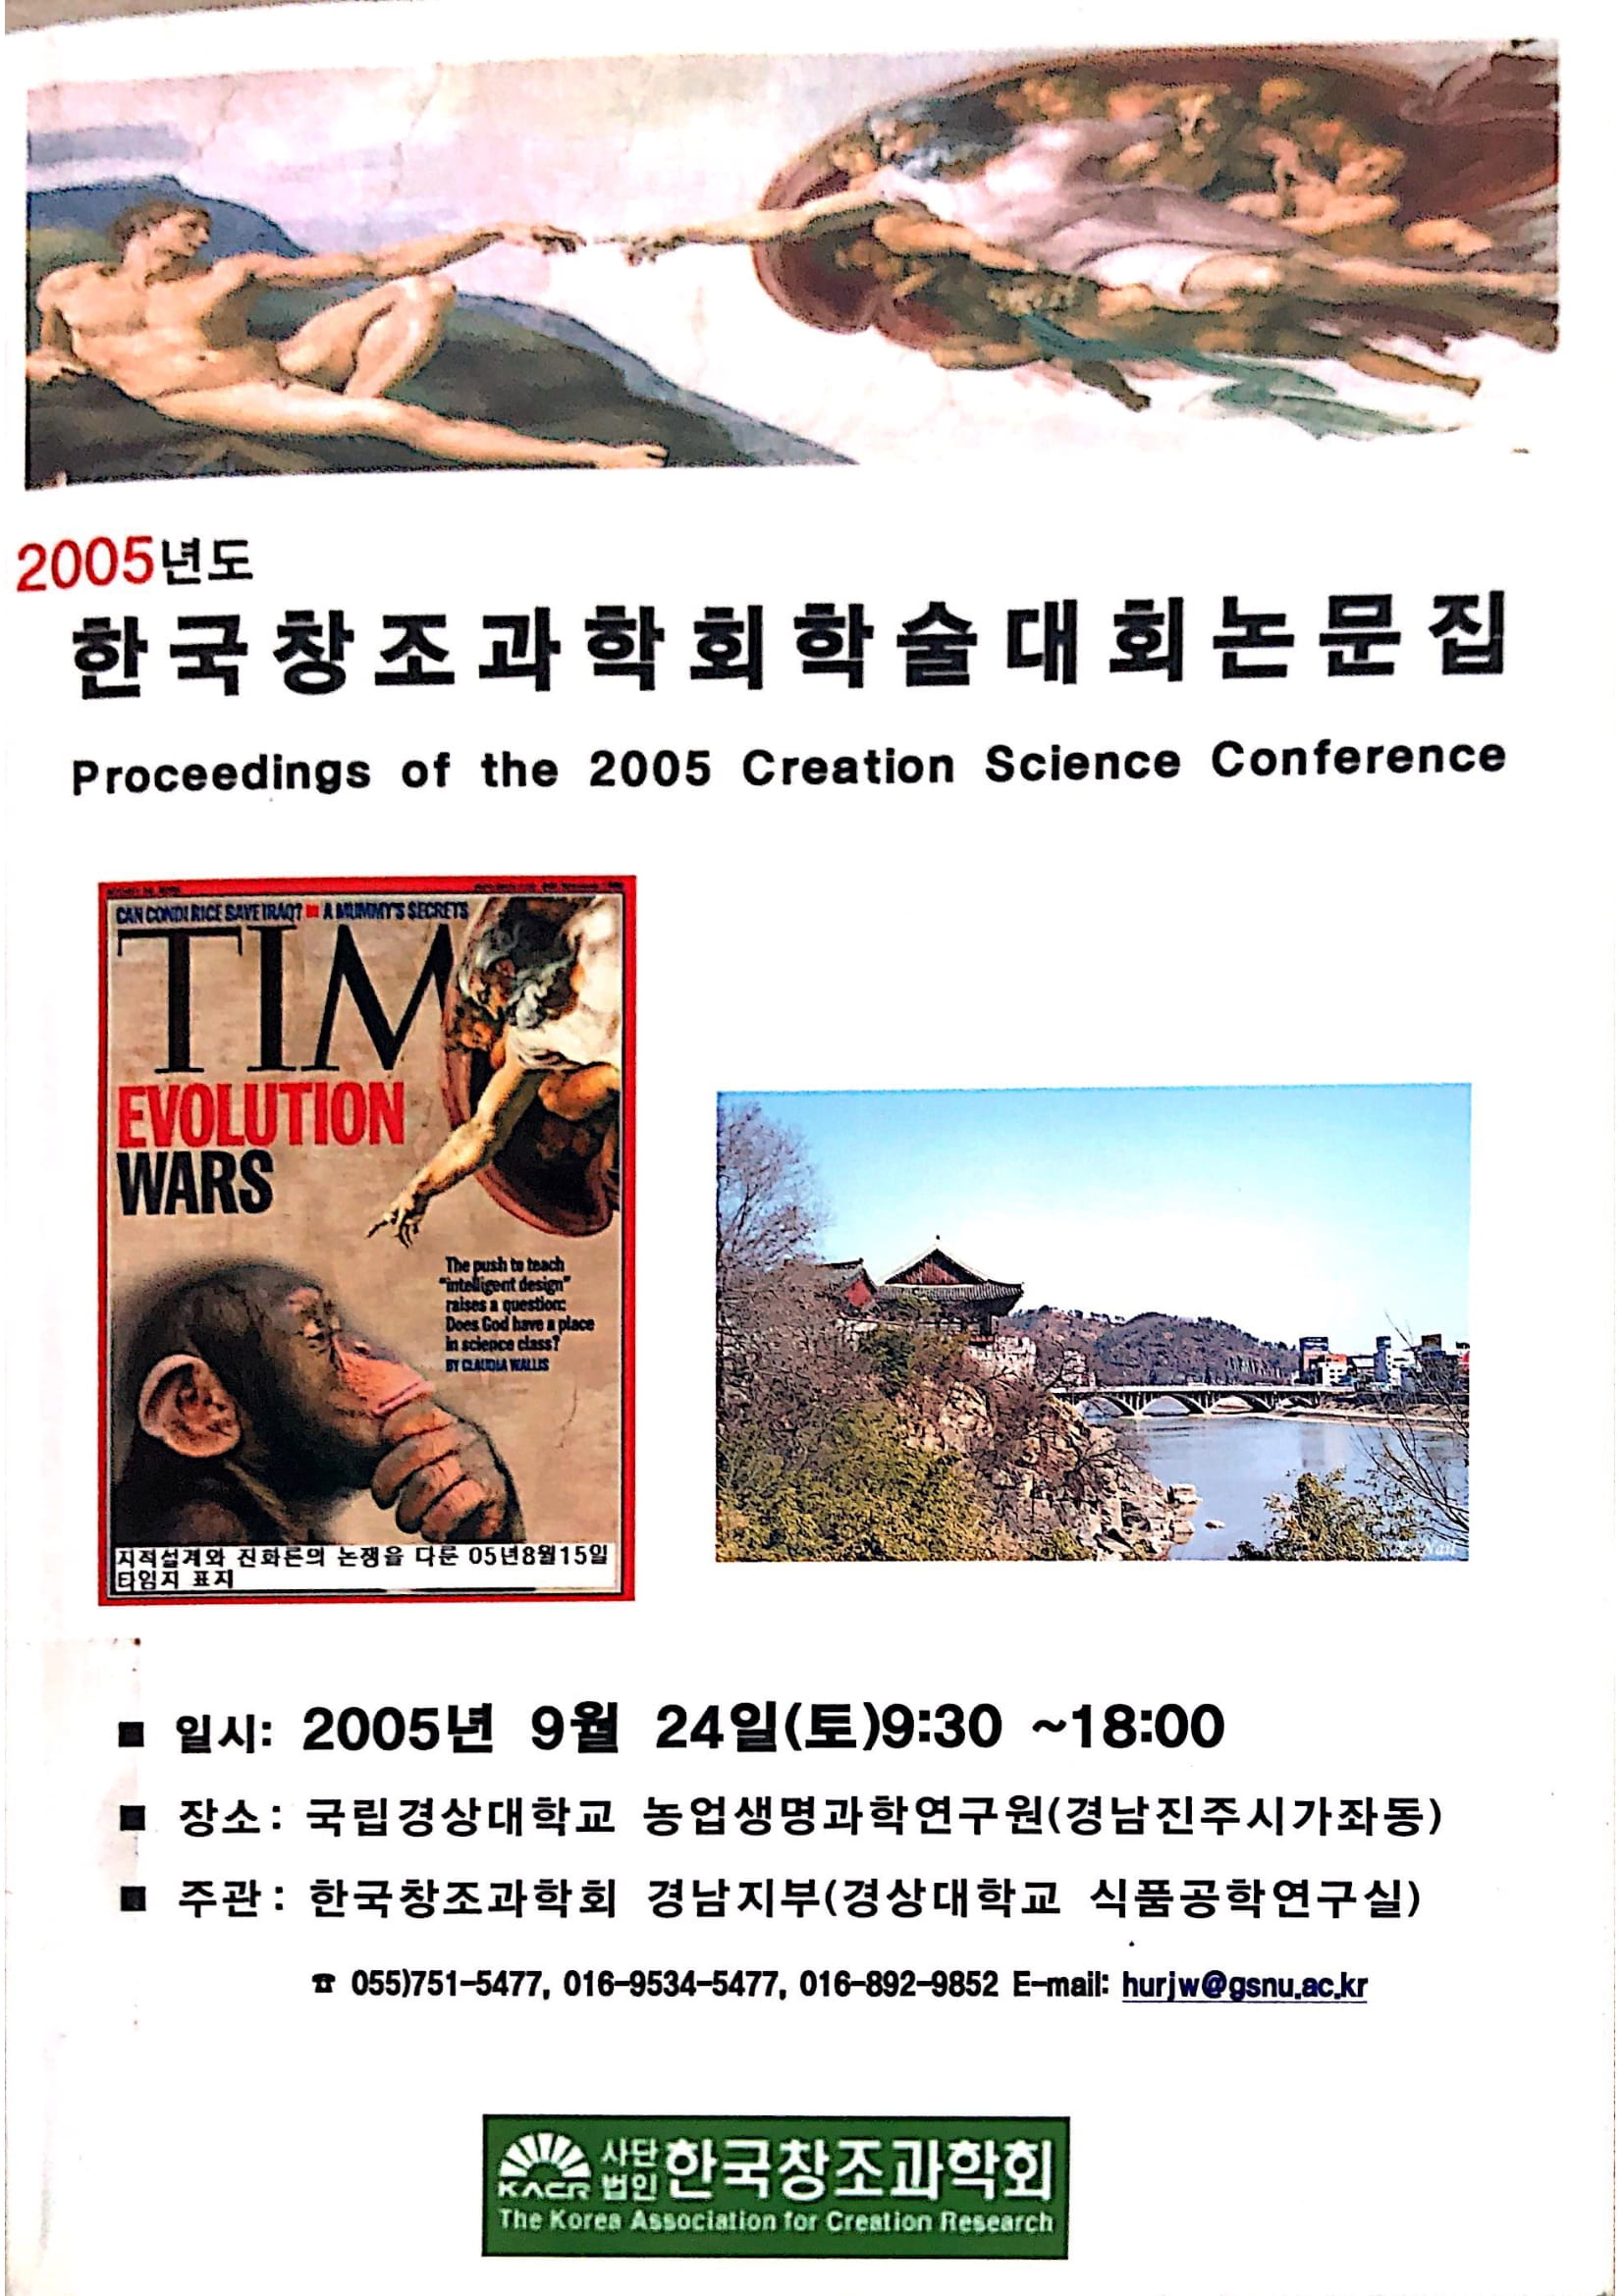 2005년도
한국창조과학회학술대회논문집
Proceedings of the 2005 Creation Science Conference
CAN CONDI RICE SAVE IRAQ? ■ A MUMMY'S SECRETS
TIM
EVOLUTION
WARS
The push to teach
"intelligent design"
raises a question:
Does God have a place
in science class?
BY CLAUDIA WALLIS
지적설계와 진화론의 논쟁을 다룬 05년8월15일
타임지 표지
■ 일시: 2005년 9월 24일(토)9:30 ~18:00
■ 장소: 국립경상대학교 농업생명과학연구원(경남진주시가좌동)
■ 주관: 한국창조과학회 경남지부(경상대학교 식품공학연구실)
☎ 055)751-5477, 016-9534-5477, 016-892-9852 E-mail: hurjw@gsnu.ac.kr
KACR 사단법인 한국창조과학회
The Korea Association for Creation Research